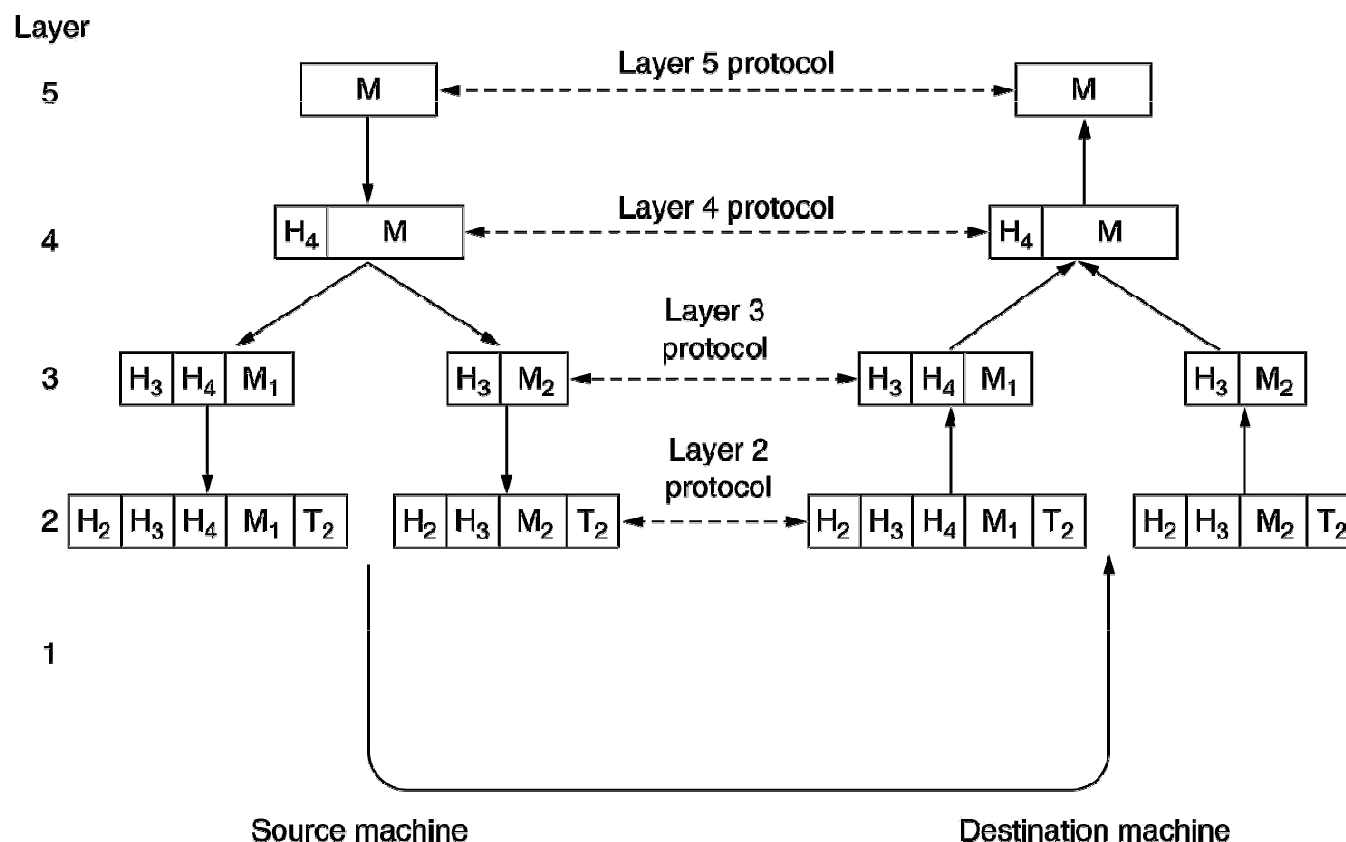 Layer
5 M Layer 5 protocol M
4 H4 M Layer 4 protocol H4 M
Layer 3
protocol
3 H3 H4 M1 H3 M2 H3 H4 M1 H3 M2
Layer 2
protocol
2 H2 H3 H4 M1 T2 H2 H3 M2 T2 H2 H3 H4 M1 T2 H2 H3 M2 T2
1
Source machine Destination machine